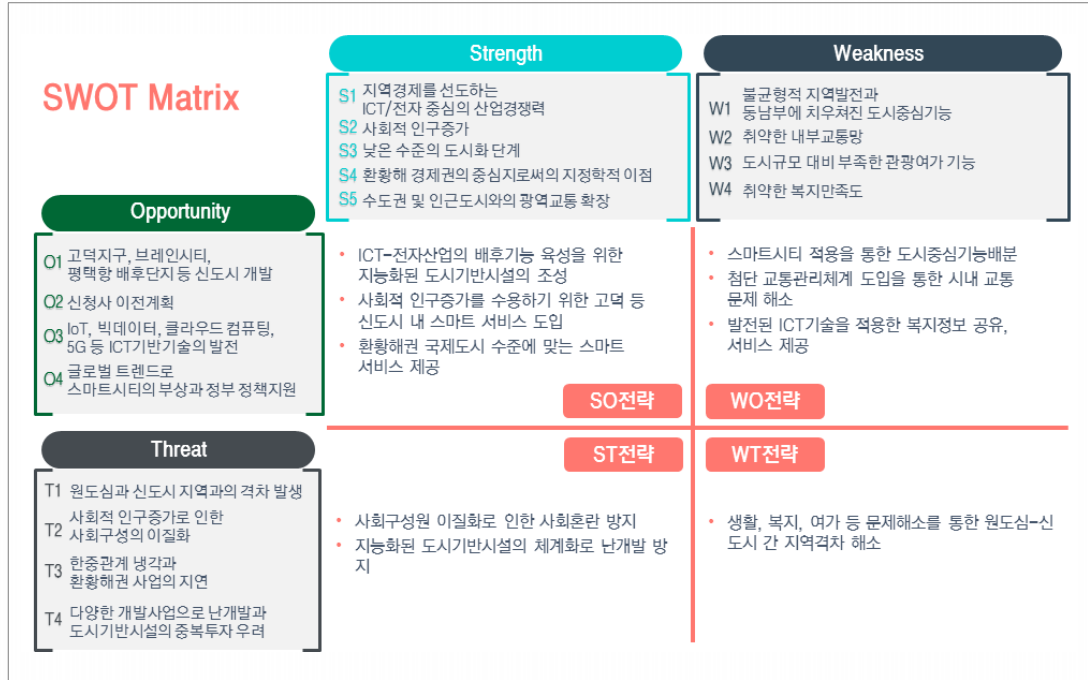 SWOT Matrix
Strength
S1 지역경제를 선도하는
ICT/전자 중심의 산업경쟁력
S2 사회적 인구증가
S3 낮은 수준의 도시화 단계
S4 환황해 경제권의 중심지로써의 지정학적 이점
S5 수도권 및 인근도시와의 광역교통 확장
Weakness
W1 불균형적 지역발전과
동남부에 치우쳐진 도시중심기능
W2 취약한 내부교통망
W3 도시규모 대비 부족한 관광여가 기능
W4 취약한 복지만족도
Opportunity
O1 고덕지구, 브레인시티,
평택항 배후단지 등 신도시 개발
O2 신청사 이전계획
O3 IoT, 빅데이터, 클라우드 컴퓨팅,
5G 등 ICT기반기술의 발전
O4 글로벌 트렌드로
스마트시티의 부상과 정부 정책지원
• ICT-전자산업의 배후기능 육성을 위한
지능화된 도시기반시설의 조성
• 사회적 인구증가를 수용하기 위한 고덕 등
신도시 내 스마트 서비스 도입
• 환황해권 국제도시 수준에 맞는 스마트
서비스 제공
SO전략
• 스마트시티 적용을 통한 도시중심기능배분
• 첨단 교통관리체계 도입을 통한 시내 교통
문제 해소
• 발전된 ICT기술을 적용한 복지정보 공유,
서비스 제공
WO전략
Threat
T1 원도심과 신도시 지역과의 격차 발생
T2 사회적 인구증가로 인한
사회구성의 이질화
T3 한중관계 냉각과
환황해권 사업의 지연
T4 다양한 개발사업으로 난개발과
도시기반시설의 중복투자 우려
ST전략
• 사회구성원 이질화로 인한 사회혼란 방지
• 지능화된 도시기반시설의 체계화로 난개발 방
지
WT전략
• 생활, 복지, 여가 등 문제해소를 통한 원도심-신
도시 간 지역격차 해소